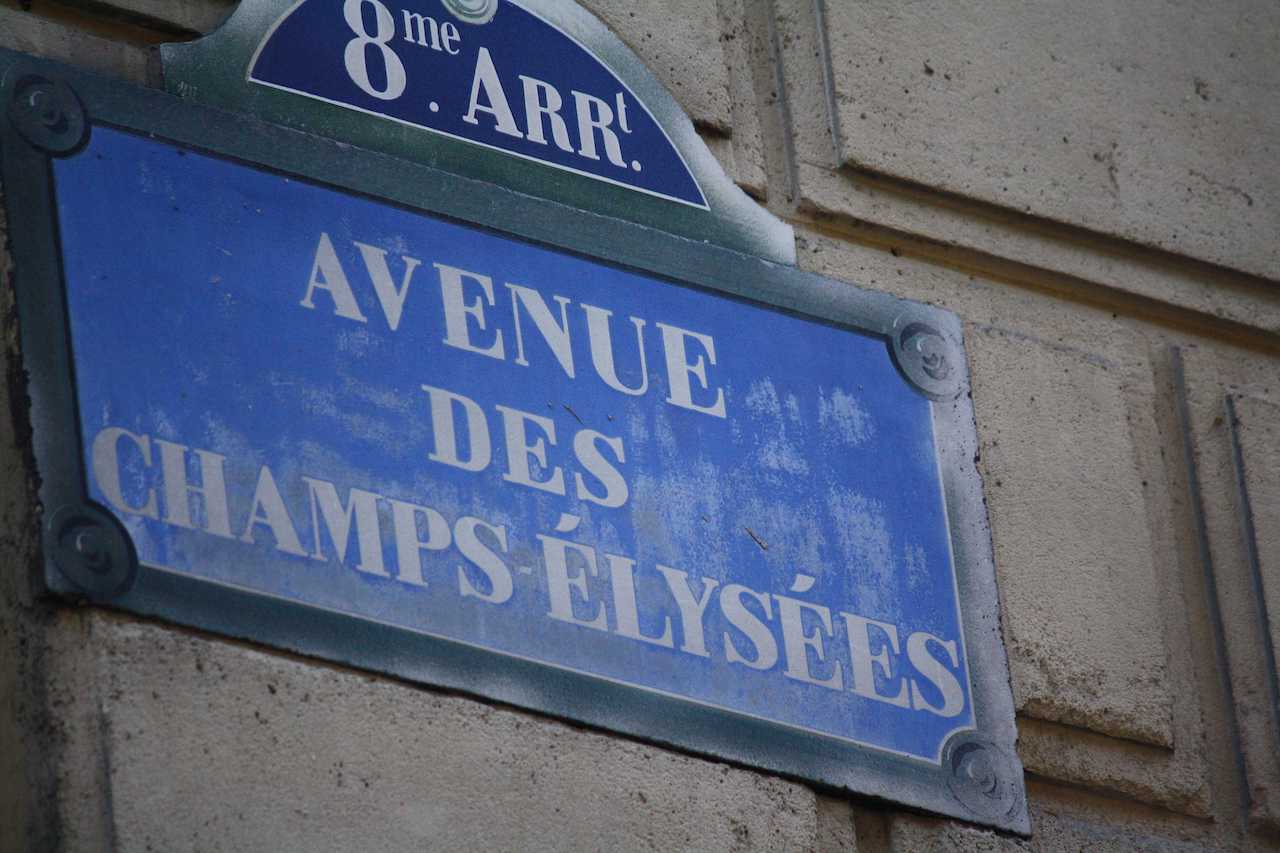 8me. ARRt.
AVENUE
DES
CHAMPS-ÉLYSÉES